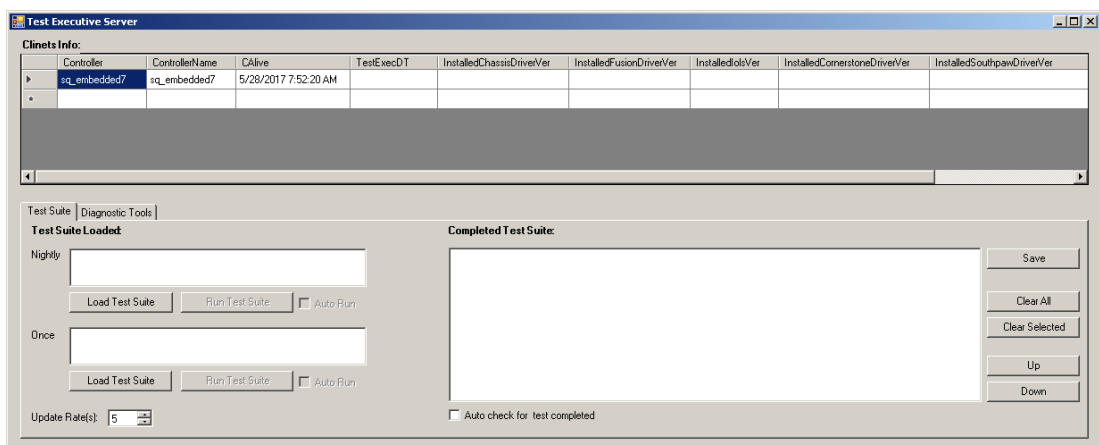 Test Executive Server
Clinets Info:
Controller ControllerName CAlive TestExecDT InstalledChassisDriverVer InstalledFusionDriverVer InstalledIolsVer InstalledCornerstoneDriverVer InstalledSouthpawDriverVer
sq_embedded7 sq_embedded7 5/28/2017 7:52:20 AM
Test Suite Diagnostic Tools
Test Suite Loaded:
Nightly
Load Test Suite Run Test Suite Auto Run
Once
Load Test Suite Run Test Suite Auto Run
Update Rate(s): 5
Completed Test Suite:
Save
Clear All
Clear Selected
Up
Down
Auto check for test completed